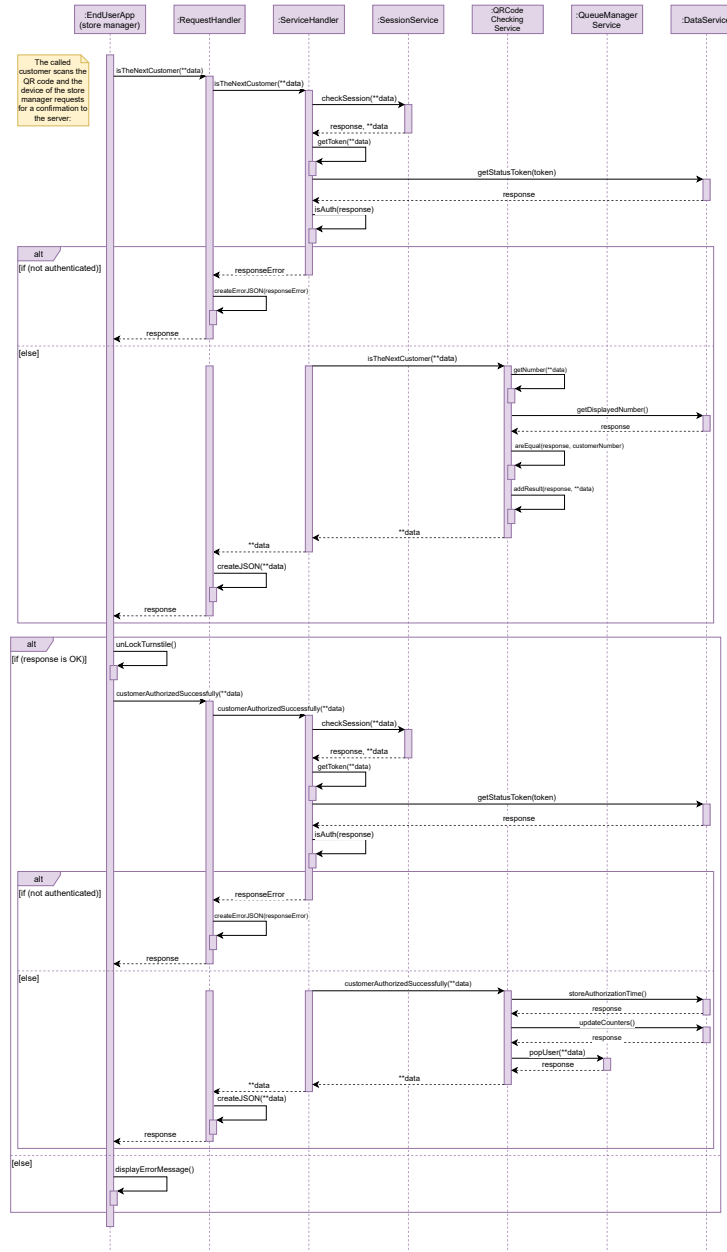 :EndUserApp
(store manager)
:RequestHandler
:ServiceHandler
:SessionService
:QRCode
Checking
Service
:QueueManager
Service
:DataService
The called
customer scans the
QR code and the
device of the store
manager requests
for a confirmation to
the server:
isTheNextCustomer(**data)
isTheNextCustomer(**data)
checkSession(**data)
response, **data
getToken(**data)
getStatusToken(token)
response
isAuth(response)
alt
[if (not authenticated)]
responseError
createErrorJSON(responseError)
response
[else]
isTheNextCustomer(**data)
getNumber(**data)
getDisplayedNumber()
response
areEqual(response, customerNumber)
addResult(response, **data)
**data
**data
createJSON(**data)
response
alt
unLockTurnstile()
[if (response is OK)]
customerAuthorizedSuccessfully(**data)
customerAuthorizedSuccessfully(**data)
checkSession(**data)
response, **data
getToken(**data)
getStatusToken(token)
response
isAuth(response)
alt
[if (not authenticated)]
responseError
createErrorJSON(responseError)
response
[else]
customerAuthorizedSuccessfully(**data)
storeAuthorizationTime()
response
updateCounters()
response
popUser(**data)
response
**data
**data
createJSON(**data)
response
[else]
displayErrorMessage()